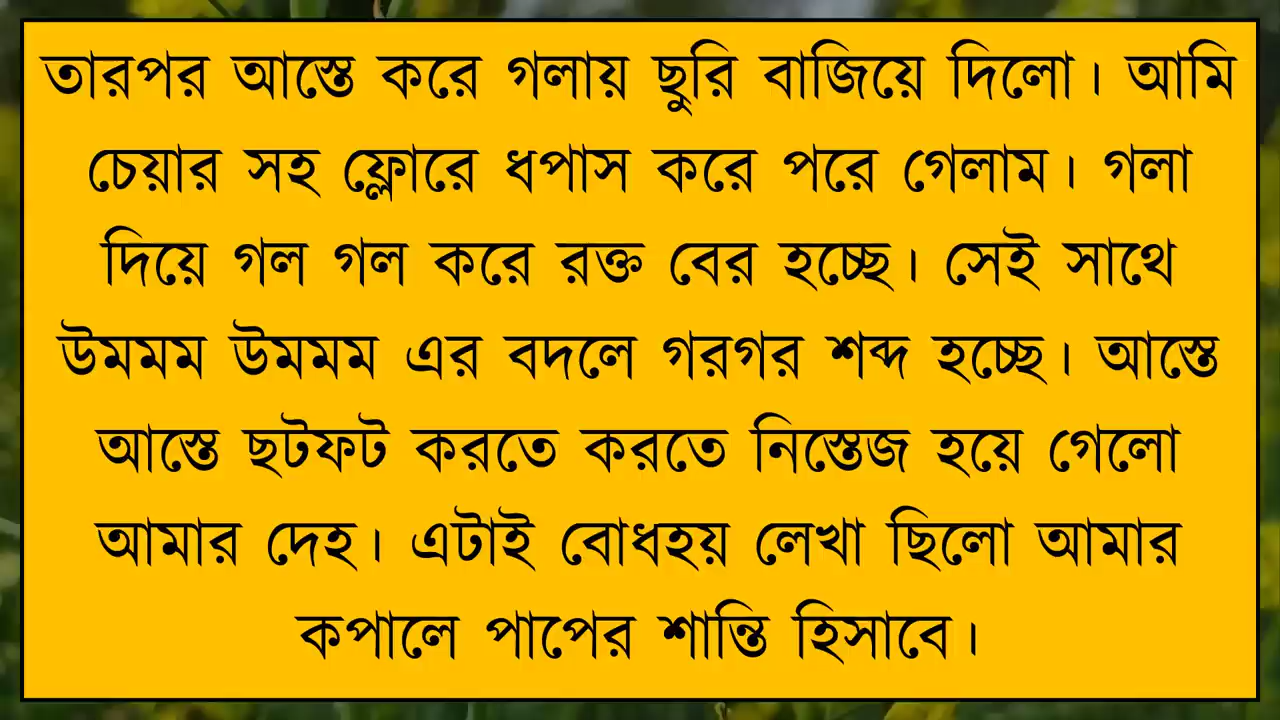 তারপর আস্তে করে গলায় ছুরি বাজিয়ে দিলো। আমি
চেয়ার সহ ফ্লোরে ধপাস করে পরে গেলাম। গলা
দিয়ে গল গল করে রক্ত বের হচ্ছে। সেই সাথে
উমমম উমমম এর বদলে গরগর শব্দ হচ্ছে। আস্তে
আস্তে ছটফট করতে করতে নিস্তেজ হয়ে গেলো
আমার দেহ। এটাই বোধহয় লেখা ছিলো আমার
কপালে পাপের শান্তি হিসাবে।